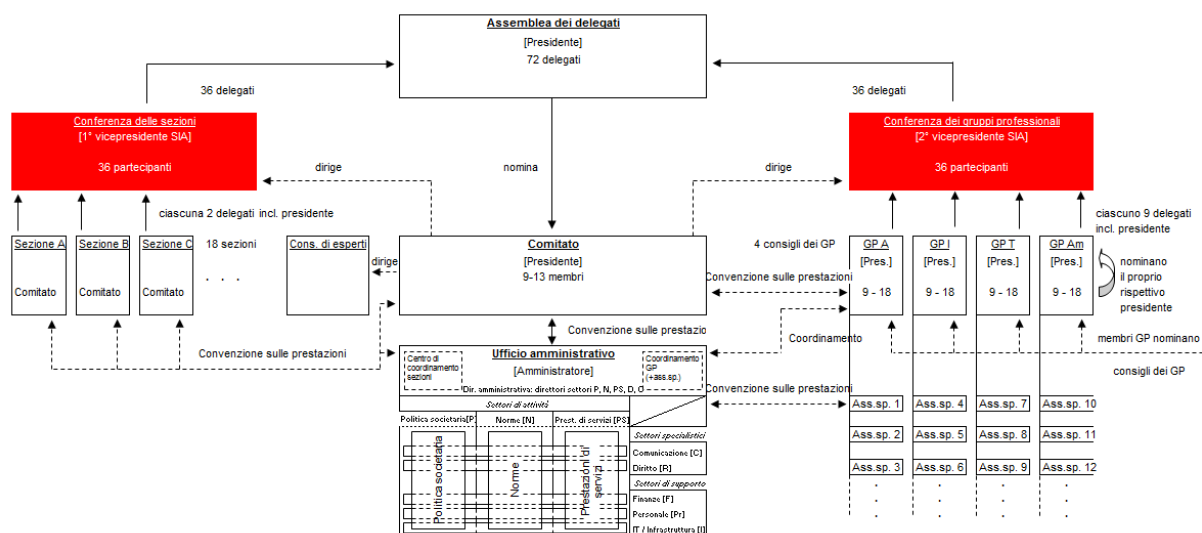 Assemblea dei delegati
[Presidente]
72 delegati
36 delegati
36 delegati
Conferenza delle sezioni
[1° vicepresidente SIA]
36 partecipanti
Conferenza dei gruppi professionali
[2° vicepresidente SIA]
36 partecipanti
dirige
nomina
dirige
ciascuna 2 delegati incl. presidente
ciascuno 9 delegati
incl. presidente
Sezione A
Comitato
Sezione B
Comitato
Sezione C
Comitato
18 sezioni
. . .
Cons. di esperti
dirige
Comitato
[Presidente]
9-13 membri
4 consigli dei GP
Convenzione sulle prestazioni
GP A
[Pres.]
9 - 18
GP I
[Pres.]
9 - 18
GP T
[Pres.]
9 - 18
GP Am
[Pres.]
9 - 18
nominano
il proprio
rispettivo
presidente
Convenzione sulle prestazioni
Convenzione sulle prestazio
Coordinamento
membri GP nominano
consigli dei GP
Ufficio amministrativo
[Amministratore]
Centro di
coordinamento
sezioni
Coordinamento
GP
(+ass.sp.)
Dir. amministrativa: direttori settori P, N, PS, D, C
Convenzione sulle prestazioni
Settori di attività
Politica societaria[P]
Norme [N]
Prest. di servizi [PS]
Politica societaria
Norme
Prestazioni di
servizi
Settori specialistici
Comunicazione [C]
Diritto [R]
Settori di supporto
Finanze [F]
Personale [Pr]
IT / Infrastruttura [I]
Ass.sp. 1
Ass.sp. 4
Ass.sp. 7
Ass.sp. 10
Ass.sp. 2
Ass.sp. 5
Ass.sp. 8
Ass.sp. 11
Ass.sp. 3
Ass.sp. 6
Ass.sp. 9
Ass.sp. 12